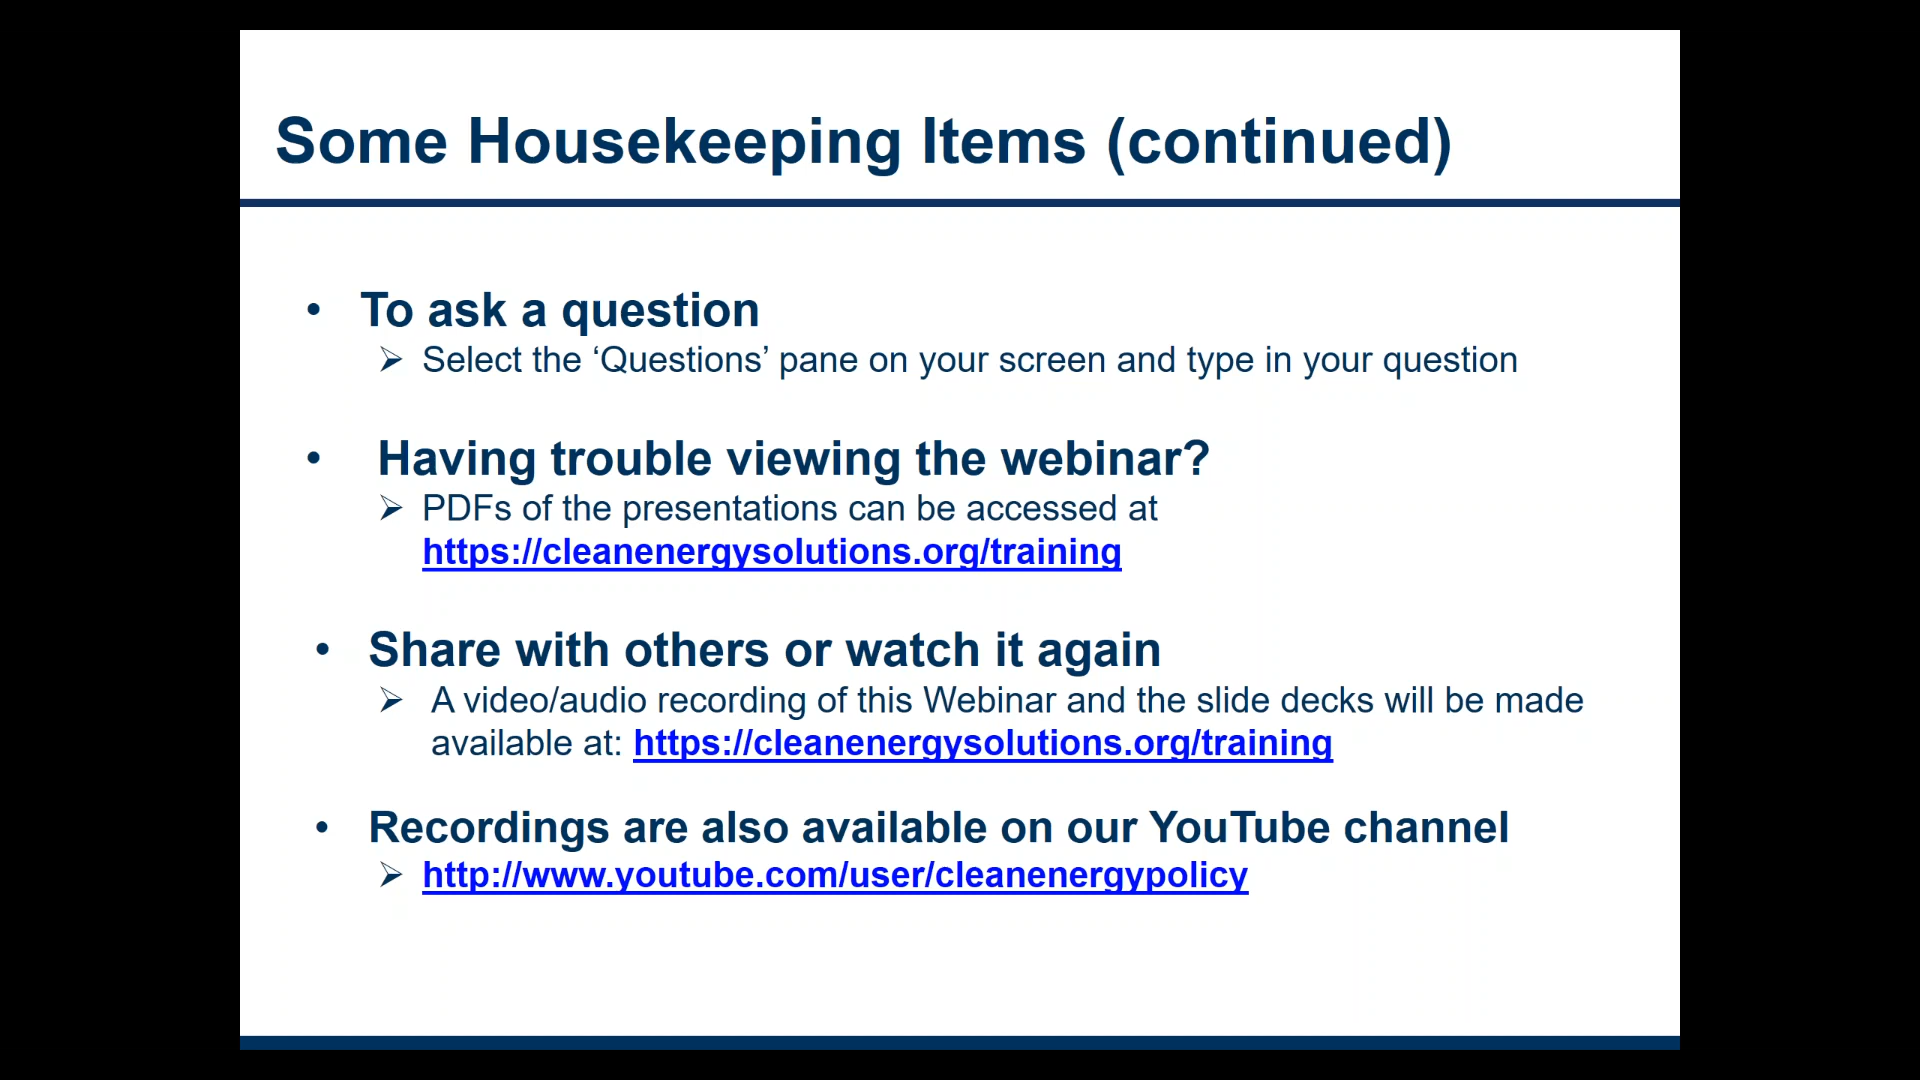 Some Housekeeping Items (continued)
• To ask a question
➢ Select the ‘Questions’ pane on your screen and type in your question
• Having trouble viewing the webinar?
➢ PDFs of the presentations can be accessed at
https://cleanenergysolutions.org/training
• Share with others or watch it again
➢ A video/audio recording of this Webinar and the slide decks will be made
available at: https://cleanenergysolutions.org/training
• Recordings are also available on our YouTube channel
➢ http://www.youtube.com/user/cleanenergypolicy